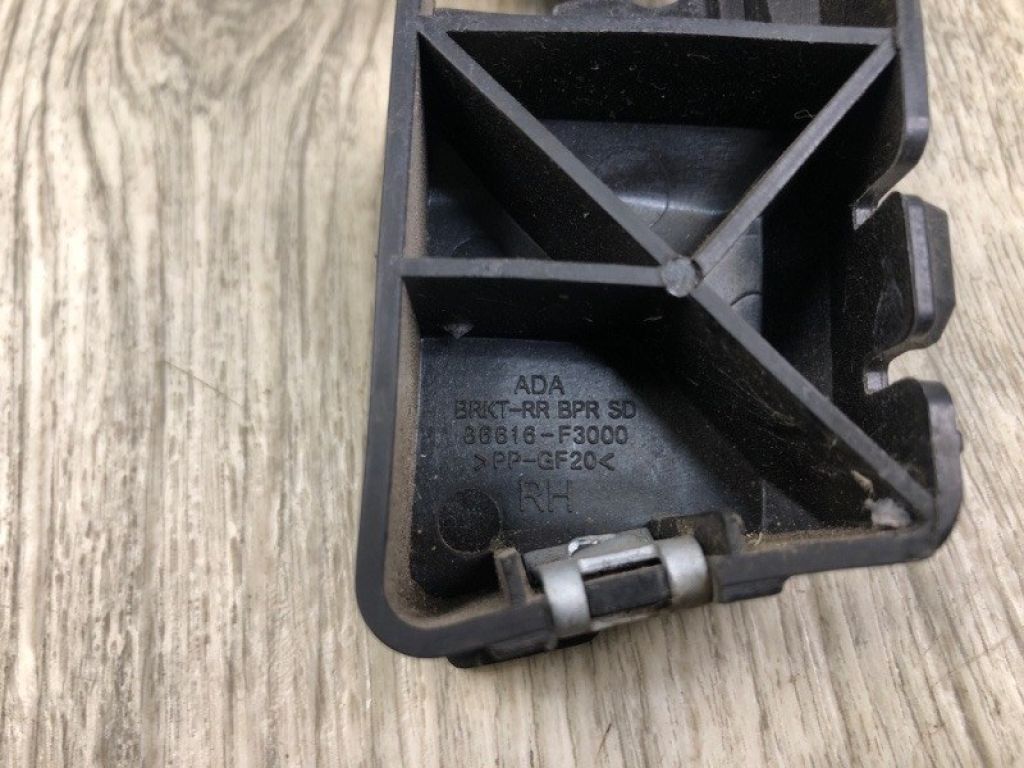 ADA
BRKT-RR BPR SD
86616-F3000
>PP-GF20<
RH